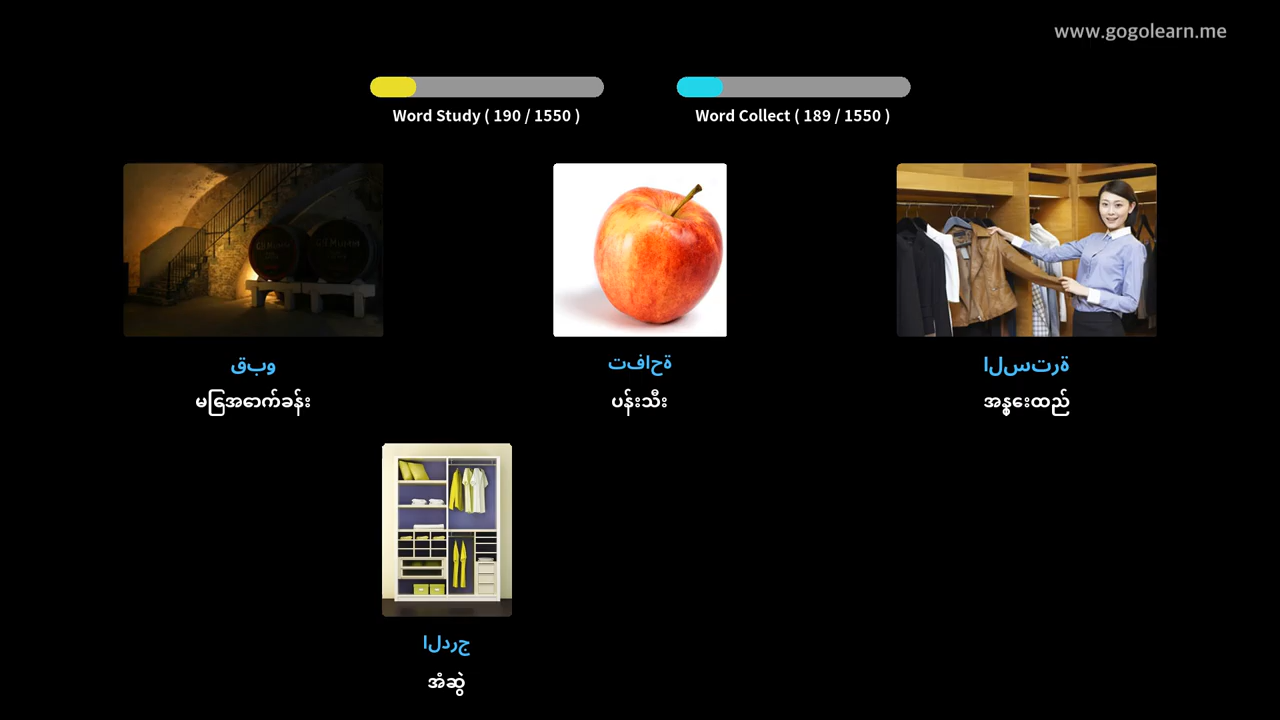 www.gogolearn.me
Word Study ( 190 / 1550 )
Word Collect ( 189 / 1550 )
قبو
تفاحة
السترة
မြေအောက်ခန်း
ပန်းသီး
အနွေးထည်
الدرج
အံဆွဲ